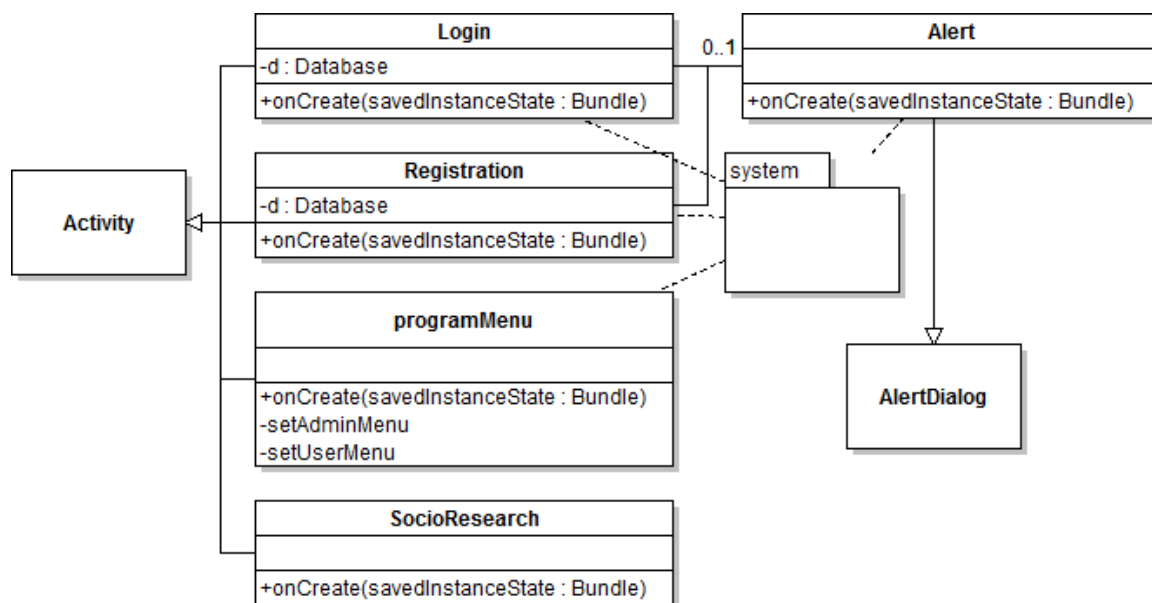 Login
-d : Database
+onCreate(savedInstanceState : Bundle)
0..1
Alert
+onCreate(savedInstanceState : Bundle)
Registration
-d : Database
+onCreate(savedInstanceState : Bundle)
system
Activity
programMenu
+onCreate(savedInstanceState : Bundle)
-setAdminMenu
-setUserMenu
AlertDialog
SocioResearch
+onCreate(savedInstanceState : Bundle)